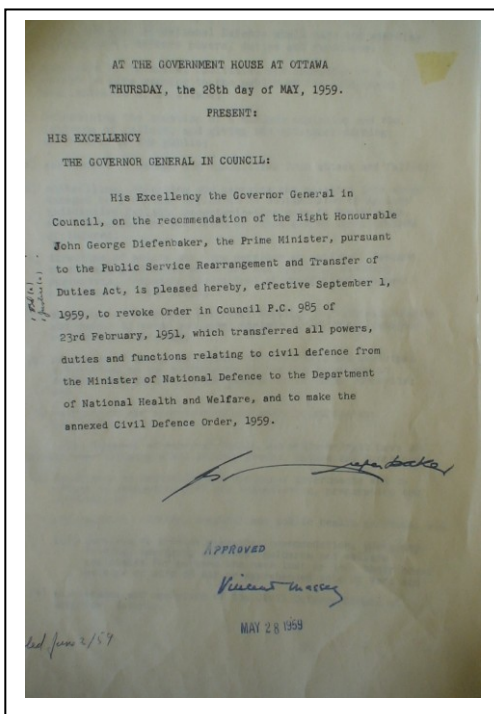 AT THE GOVERNMENT HOUSE AT OTTAWA
THURSDAY, the 28th day of MAY, 1959.
PRESENT:
HIS EXCELLENCY
THE GOVERNOR GENERAL IN COUNCIL:
His Excellency the Governor General in
Council, on the recommendation of the Right Honourable
John George Diefenbaker, the Prime Minister, pursuant
to the Public Service Rearrangement and Transfer of
Duties Act, is pleased hereby, effective September 1,
1959, to revoke Order in Council P.C. 985 of
23rd February, 1951, which transferred all powers,
duties and functions relating to civil defence from
the Minister of National Defence to the Department
of National Health and Welfare, and to make the
annexed Civil Defence Order, 1959.
APPROVED
Vincent Massey
MAY 28 1959
June 2/59